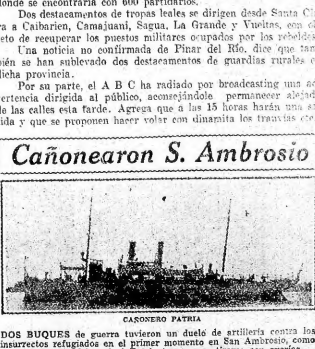 donde se encontraría con 600 partidarios.
Dos destacamentos de tropas leales se dirigen desde Santa
a Caibarien, Camajuani, Sagua, La Grande y Vueltas, con
de recuperar los puestos militares ocupados por los rebeldes
Una noticia no confirmada de Pinar del Río, dice que
se han sublevado dos destacamentos de guardias rurales
dicha provincia.
Por su parte, el A B C ha radiado por broadcasting una
dirigida al público, aconsejándole permanecer
de las calles esta tarde. Agrega que a las 15 horas harán una
y que se proponen hacer volar con dinamita los tranvías
Cañonearon S. Ambrosio
CAÑONERO PATRIA
DOS BUQUES de guerra tuvieron un duelo de artillería contra los
insurrectos refugiados en el primer momento en San Ambrosio, como